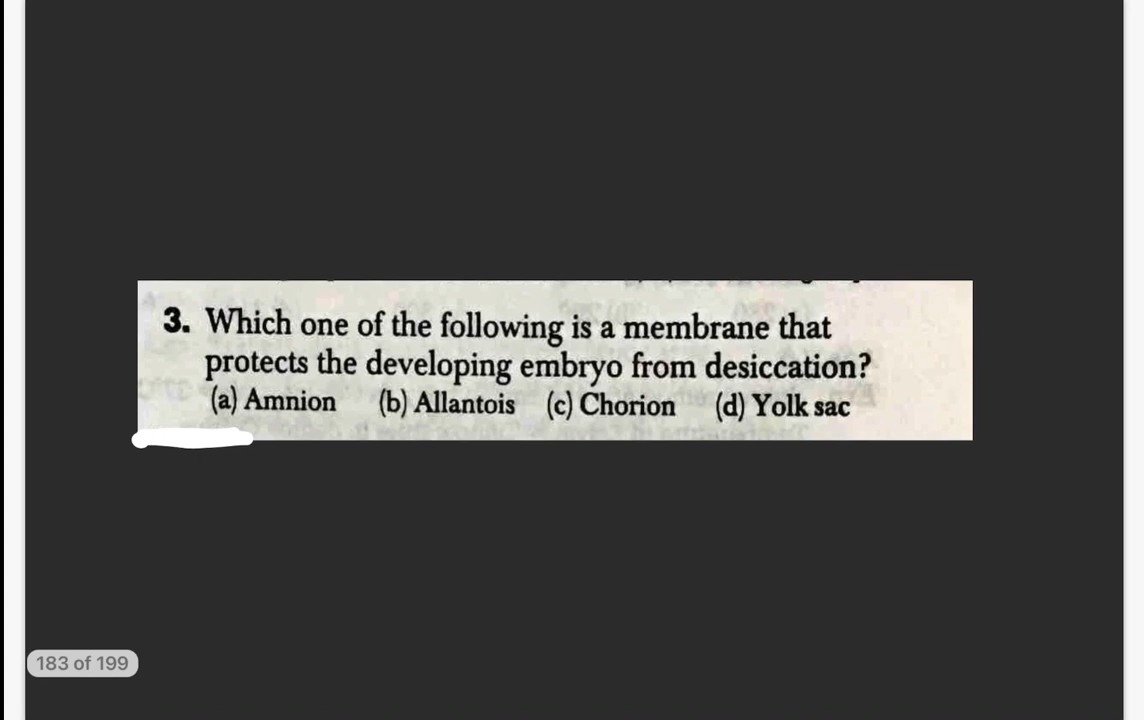 3. Which one of the following is a membrane that
protects the developing embryo from desiccation?
(a) Amnion (b) Allantois (c) Chorion (d) Yolk sac
183 of 199